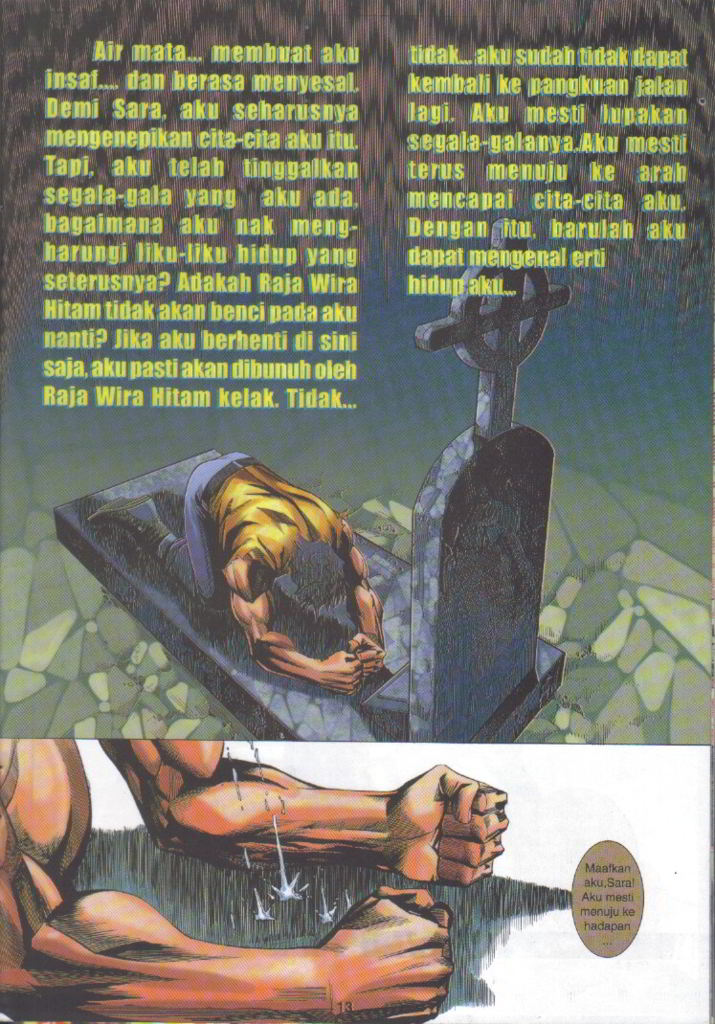 Air mata... membuat aku
insaf.... dan berasa menyesal.
Demi Sara, aku seharusnya
mengenepikan cita-cita aku itu.
Tapi, aku telah tinggalkan
segala-gala yang aku ada,
bagaimana aku nak meng-
harungi liku-liku hidup yang
seterusnya? Adakah Raja Wira
Hitam tidak akan benci pada aku
nanti? Jika aku berhenti di sini
saja, aku pasti akan dibunuh oleh
Raja Wira Hitam kelak. Tidak...
tidak... aku sudah tidak dapat
kembali ke pangkuan jalan
lagi. Aku mesti lupakan
segala-galanya.Aku mesti
terus menuju ke arah
mencapai cita-cita aku.
Dengan itu, barulah aku
dapat mengenal erti
hidup aku...
Maafkan
aku,Sara!
Aku mesti
menuju ke
hadapan
...
13